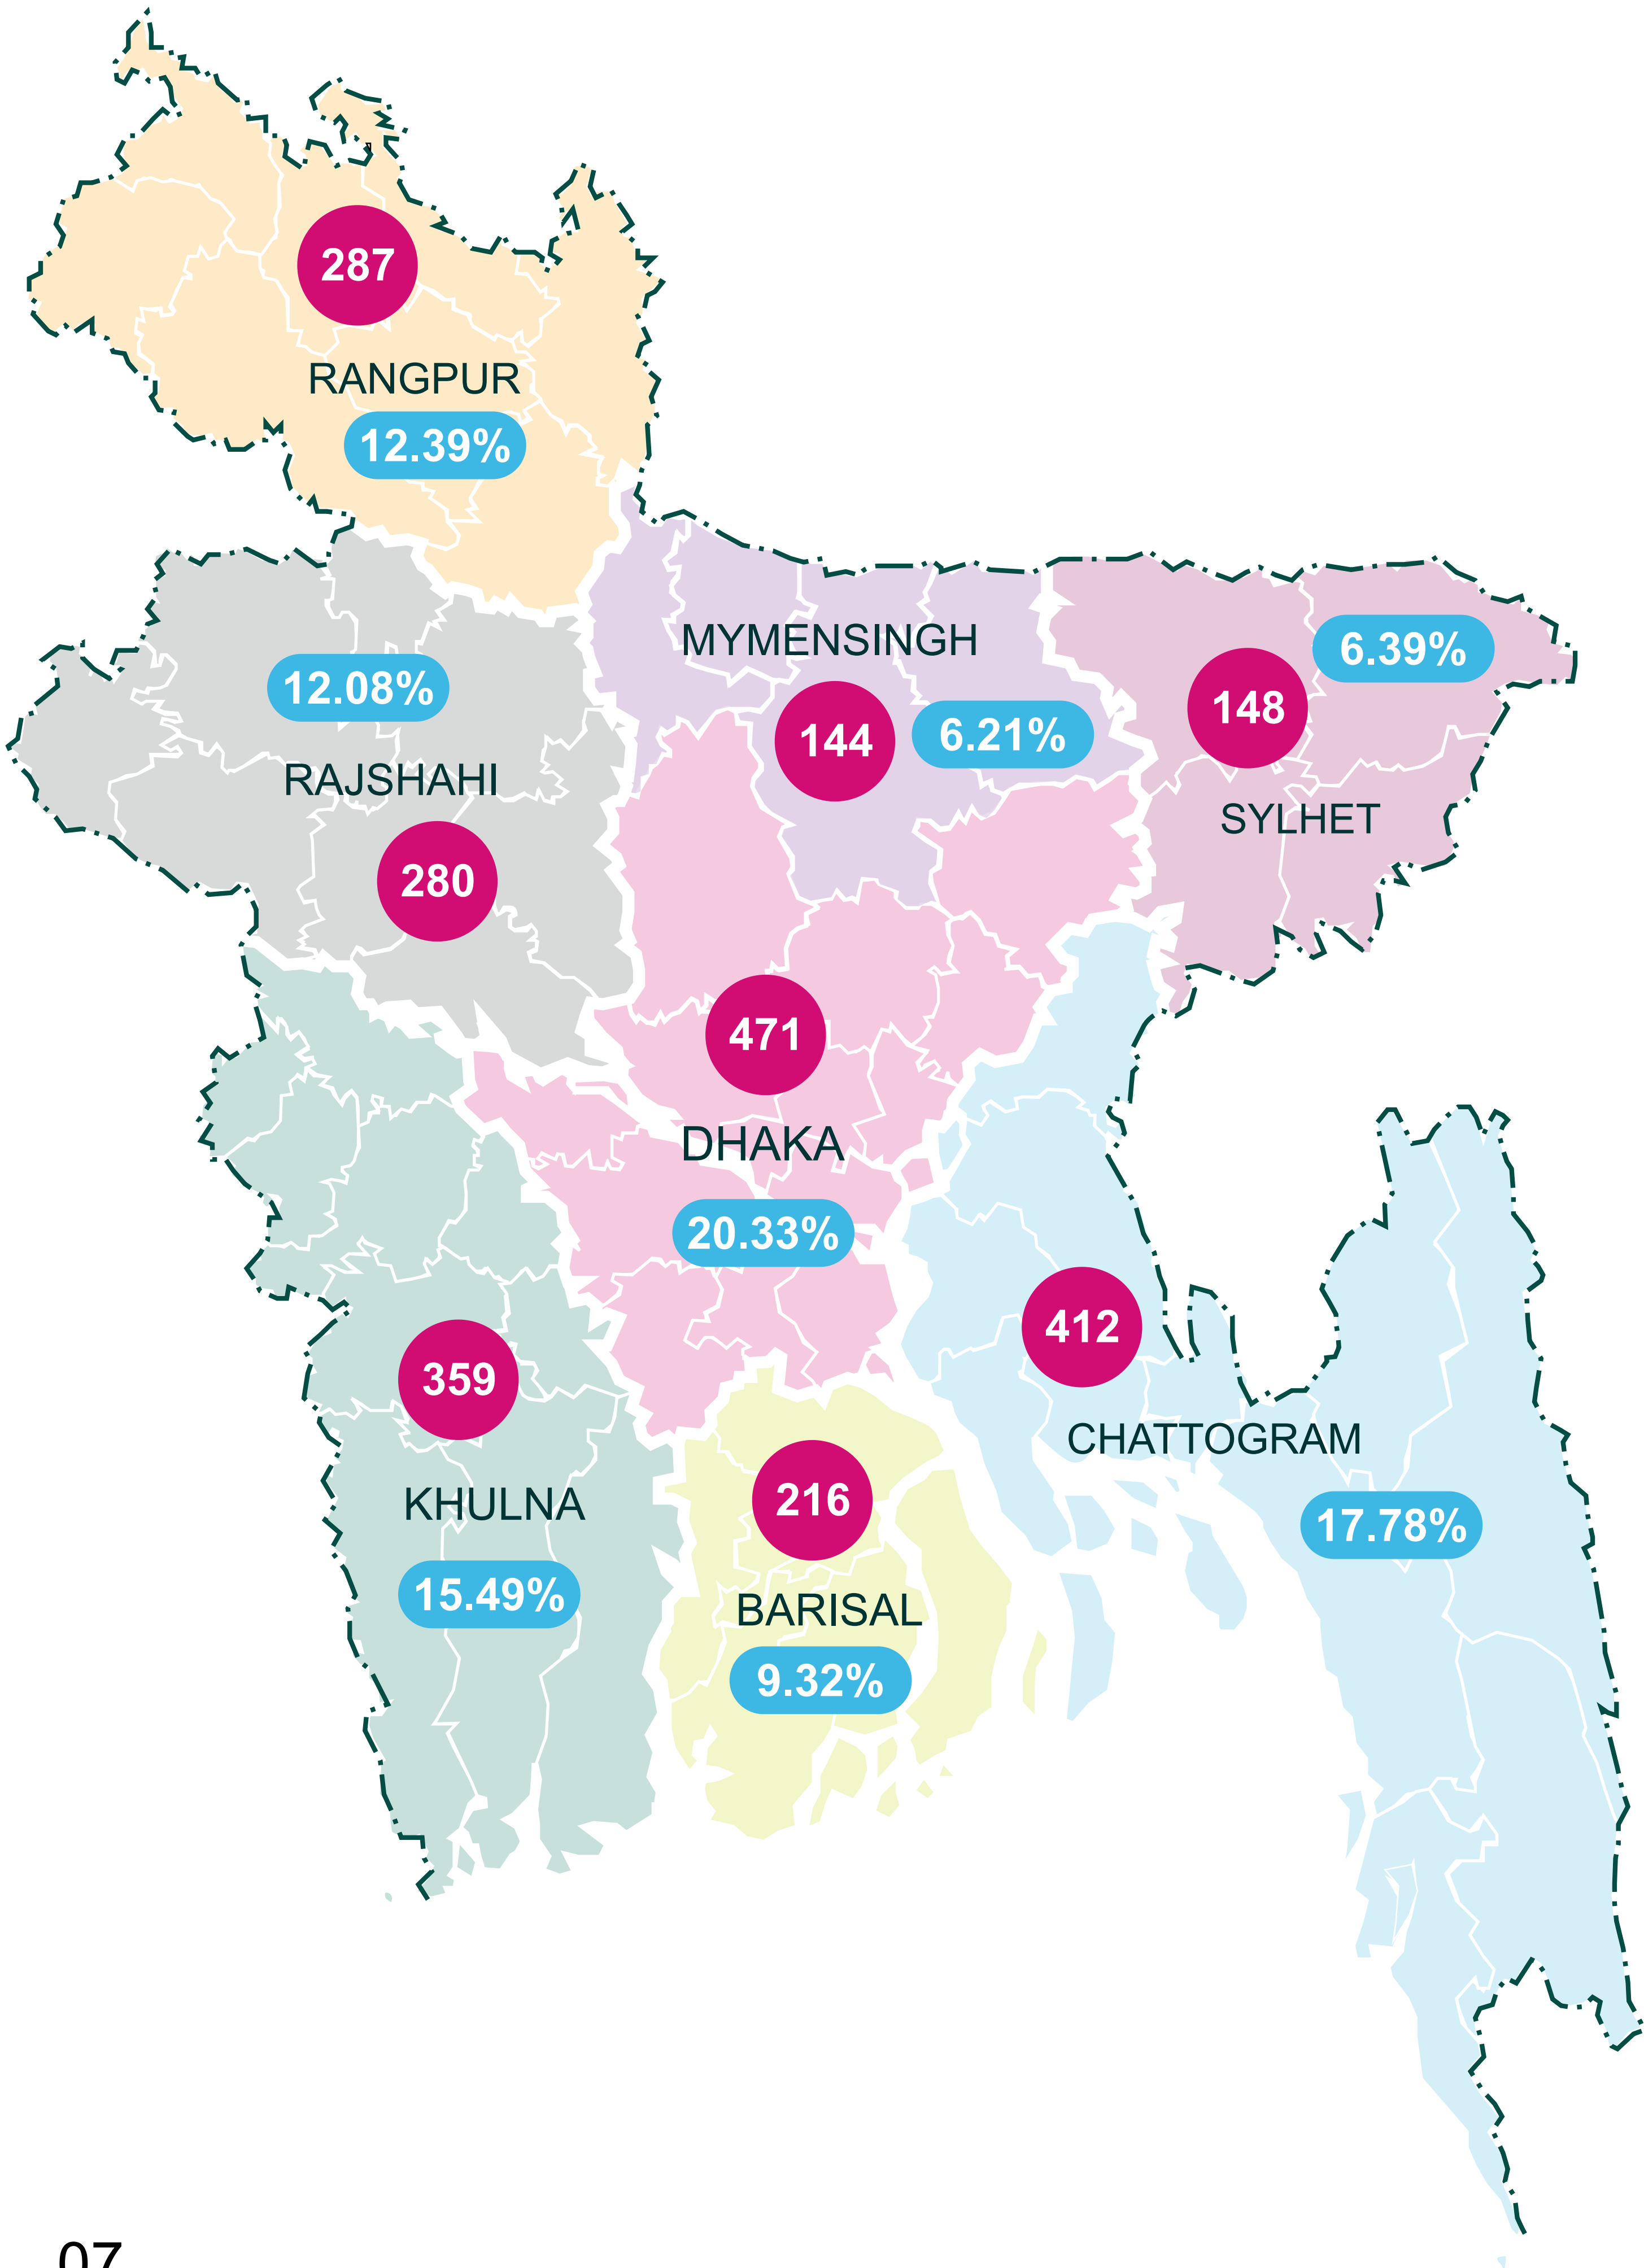 287
RANGPUR
12.39%
MYMENSINGH
144
6.21%
6.39%
148
SYLHET
12.08%
RAJSHAHI
280
471
DHAKA
20.33%
412
CHATTOGRAM
17.78%
359
KHULNA
15.49%
216
BARISAL
9.32%
07